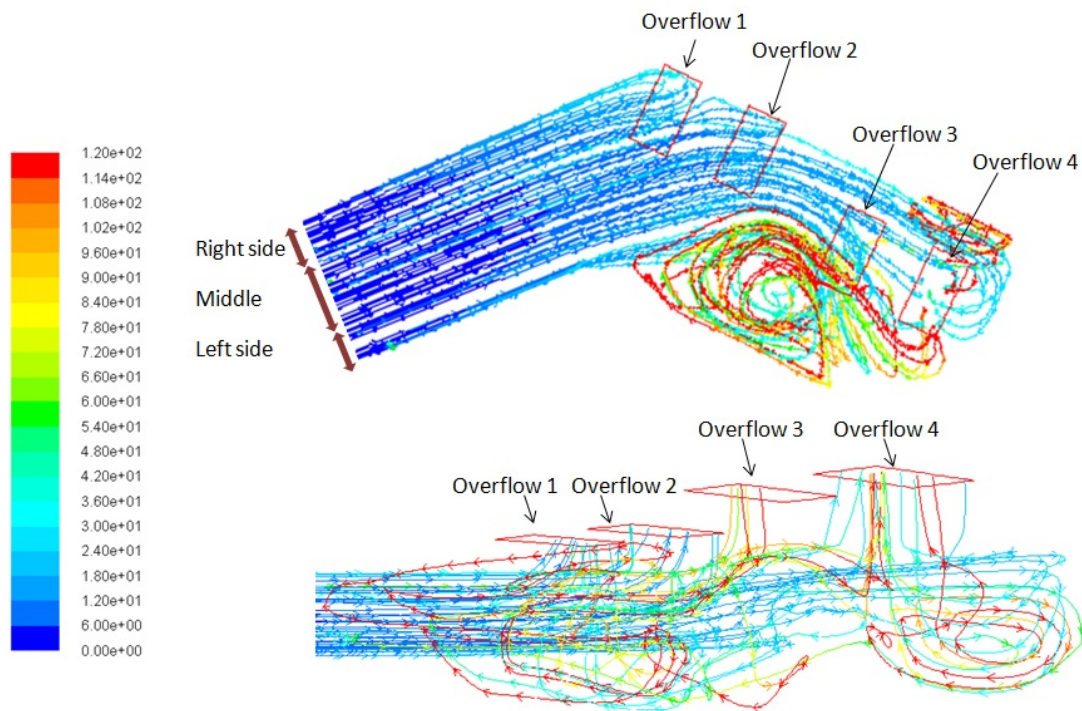 Overflow 1
Overflow 2
Overflow 3
Overflow 4
1.20e+02
1.14e+02
1.08e+02
1.02e+02
9.60e+01
9.00e+01
8.40e+01
7.80e+01
7.20e+01
6.60e+01
6.00e+01
5.40e+01
4.80e+01
4.20e+01
3.60e+01
3.00e+01
2.40e+01
1.80e+01
1.20e+01
6.00e+00
0.00e+00
Right side
Middle
Left side
Overflow 3
Overflow 4
Overflow 1
Overflow 2